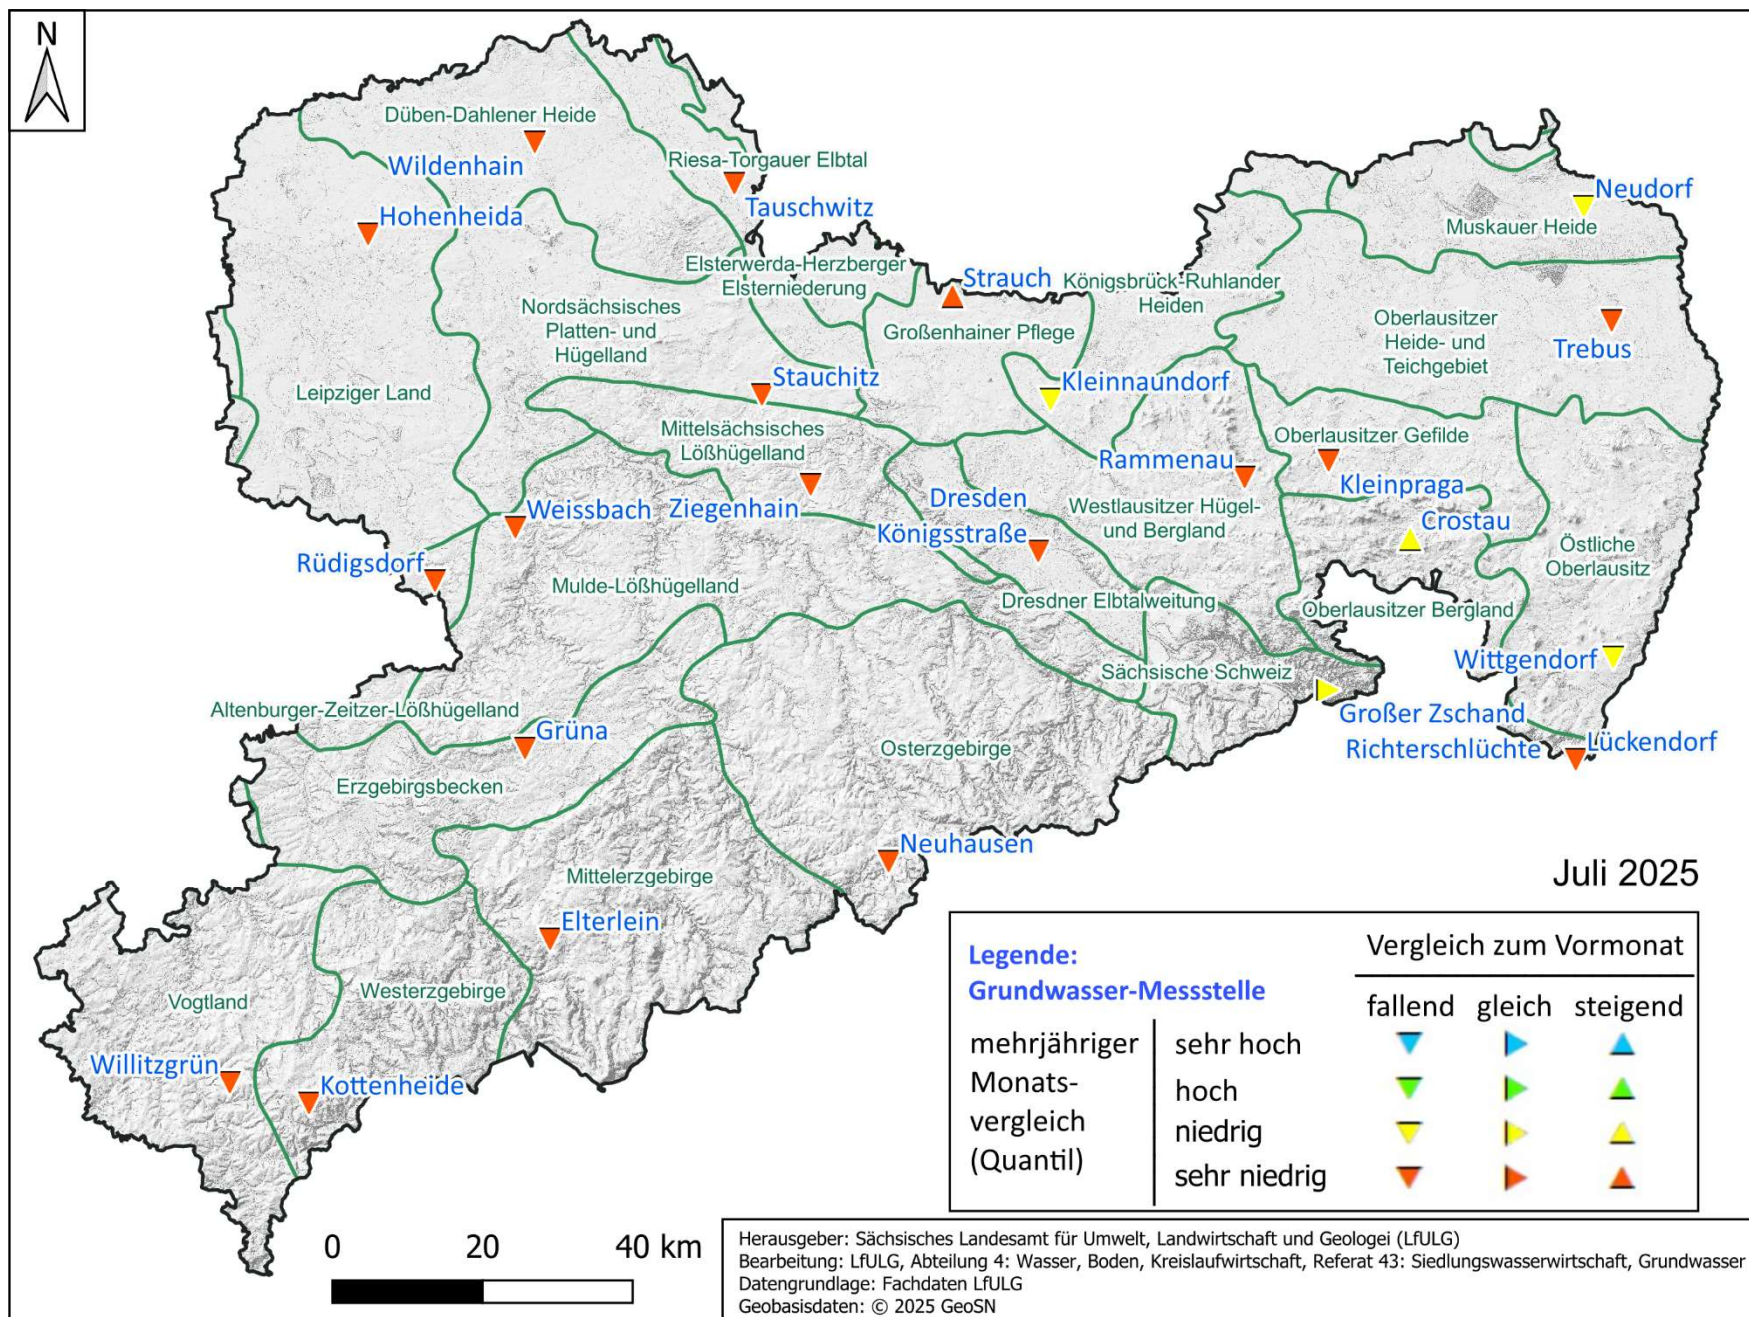 N
Düben-Dahlener Heide
Wildenhain
Riesa-Torgauer Elbtal
Tauschwitz
Hohenheida
Neudorf
Muskauer Heide
Elsterwerda-Herzberger
Elsterniederung
Strauch
Königsbrück-Ruhlander
Heiden
Nordsächsisches
Platten- und
Hügelland
Großenhainer Pflege
Oberlausitzer
Heide- und
Teichgebiet
Trebus
Leipziger Land
Stauchitz
Kleinnaundorf
Mittelsächsisches
Lößhügelland
Oberlausitzer Gefilde
Rammenau
Kleinpraga
Weissbach
Ziegenhain
Dresden
Königsstraße
Westlausitzer Hügel-
und Bergland
Crostau
Östliche
Oberlausitz
Rüdigsdorf
Mulde-Lößhügelland
Dresdner Elbtalweitung
Oberlausitzer Bergland
Wittgendorf
Sächsische Schweiz
Großer Zschand
Richterschlüchte
Lückendorf
Altenburger-Zeitzer-Lößhügelland
Grüna
Osterzgebirge
Erzgebirgsbecken
Neuhausen
Mittelerzgebirge
Elterlein
Westerzgebirge
Vogtland
Willitzgrün
Kottenheide
Juli 2025
Legende:
Grundwasser-Messstelle
Vergleich zum Vormonat
fallend gleich steigend
mehrjähriger
Monats-
vergleich
(Quantil)
sehr hoch
hoch
niedrig
sehr niedrig
0 20 40 km
Herausgeber: Sächsisches Landesamt für Umwelt, Landwirtschaft und Geologei (LfULG)
Bearbeitung: LfULG, Abteilung 4: Wasser, Boden, Kreislaufwirtschaft, Referat 43: Siedlungswasserwirtschaft, Grundwasser
Datengrundlage: Fachdaten LfULG
Geobasisdaten: © 2025 GeoSN